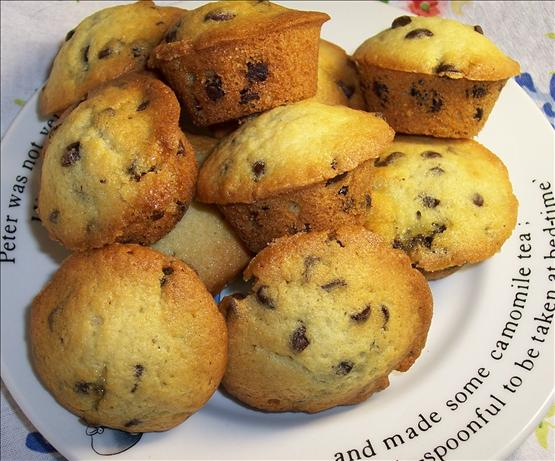 Peter was not
and made some camomile tea;
spoonful to be taken at bed-time`